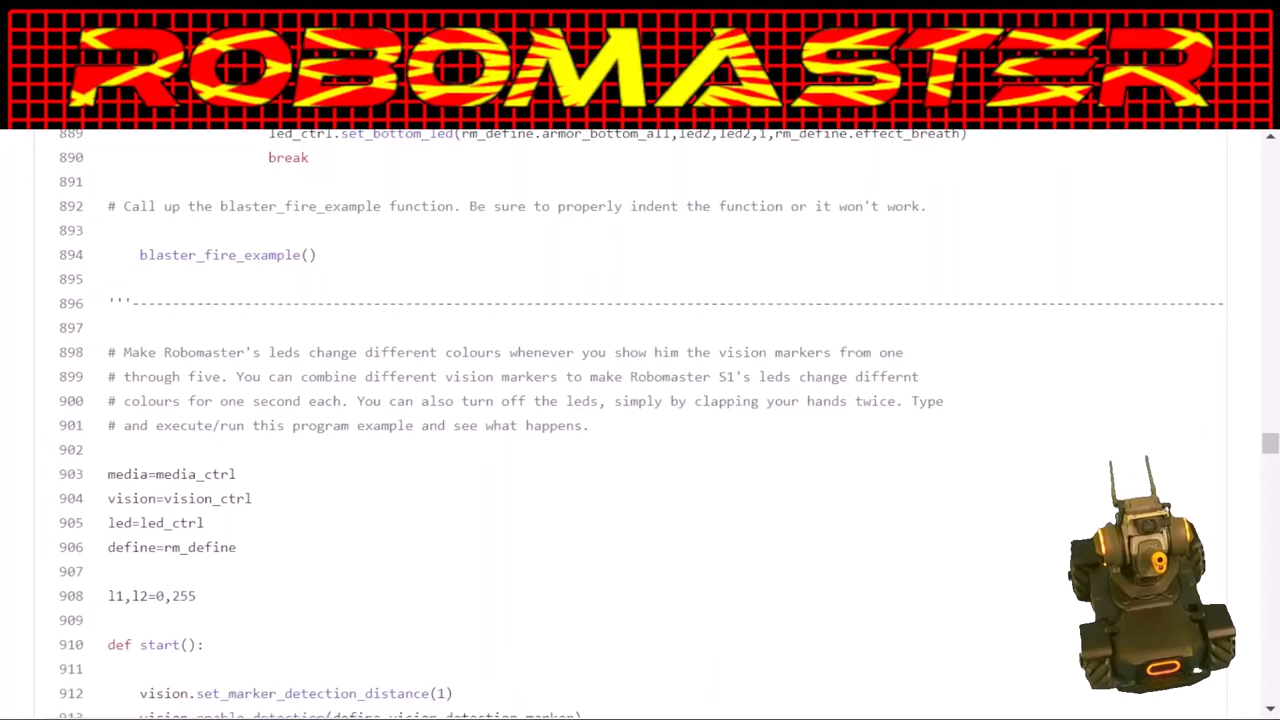 ROBOMASTER
889 led_ctrl.set_bottom_led(rm_define.armor_bottom_all,led2,led2,1,rm_define.effect_breath)
890 break
891
892 # Call up the blaster_fire_example function. Be sure to properly indent the function or it won't work.
893
894 blaster_fire_example()
895
896 '''----------------------------------------------------------------------------------------------------------------------------------------
897
898 # Make Robomaster's leds change different colours whenever you show him the vision markers from one
899 # through five. You can combine different vision markers to make Robomaster S1's leds change differnt
900 # colours for one second each. You can also turn off the leds, simply by clapping your hands twice. Type
901 # and execute/run this program example and see what happens.
902
903 media=media_ctrl
904 vision=vision_ctrl
905 led=led_ctrl
906 define=rm_define
907
908 l1,l2=0,255
909
910 def start():
911
912 vision.set_marker_detection_distance(1)
913 vision.enable_detection(define.vision_detection_marker)